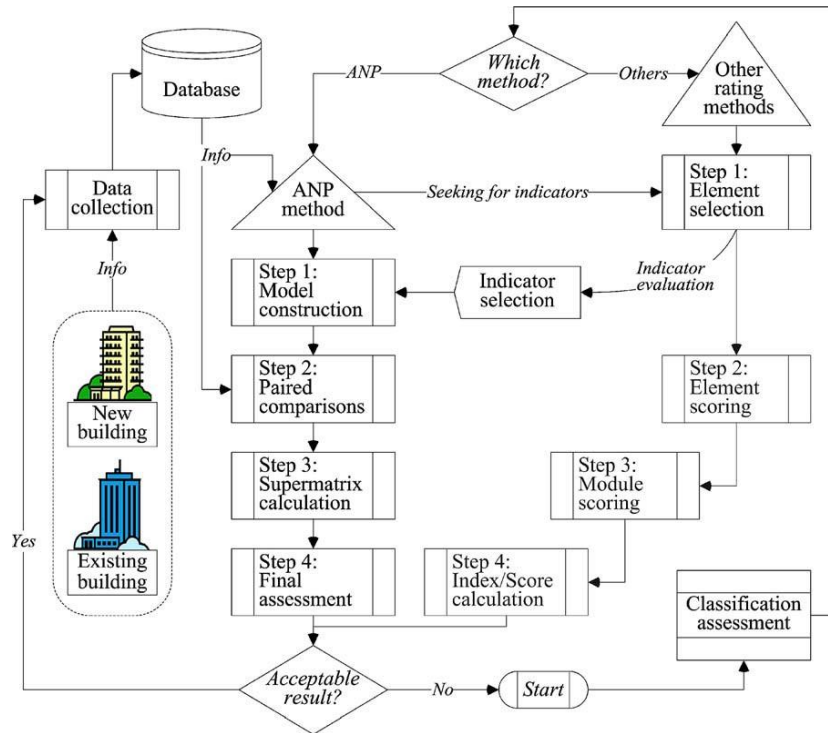 Database
Which
method?
ANP
Others
Other
rating
methods
Data
collection
Info
ANP
method
Seeking for indicators
Step 1:
Element
selection
Info
Step 1:
Model
construction
Indicator
selection
Indicator
evaluation
New
building
Step 2:
Paired
comparisons
Step 2:
Element
scoring
Step 3:
Supermatrix
calculation
Step 3:
Module
scoring
Yes
Existing
building
Step 4:
Final
assessment
Step 4:
Index/Score
calculation
Classification
assessment
Acceptable
result?
No
Start